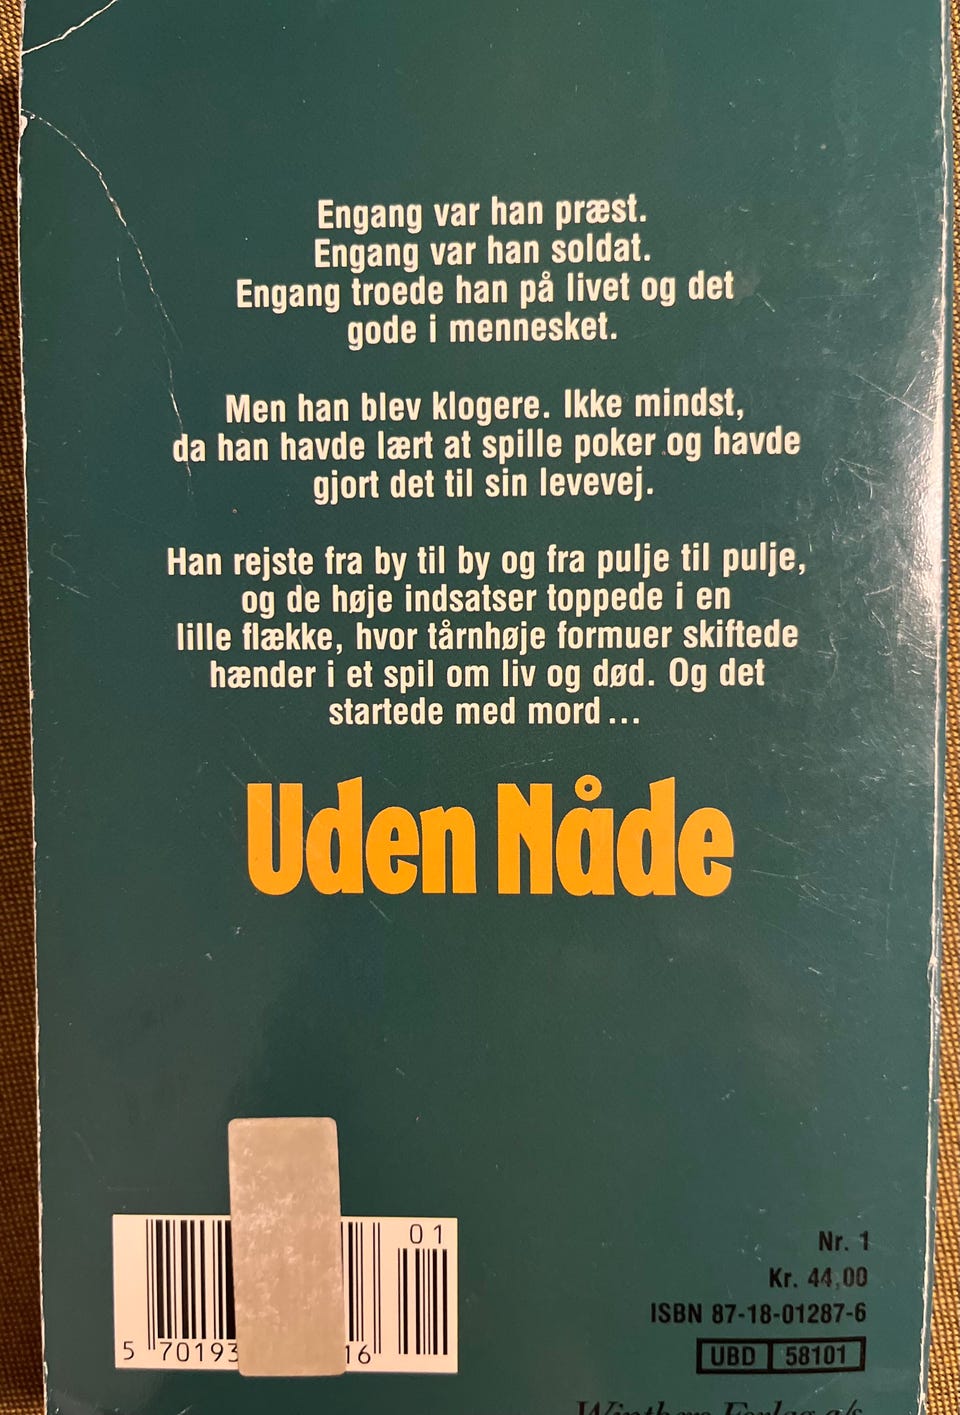 Engang var han præst.
Engang var han soldat.
Engang troede han på livet og det
gode i mennesket.
Men han blev klogere. Ikke mindst,
da han havde lært at spille poker og havde
gjort det til sin levevej.
Han rejste fra by til by og fra pulje til pulje,
og de høje indsatser toppede i en
lille flække, hvor tårnhøje formuer skiftede
hænder i et spil om liv og død. Og det
startede med mord...
Uden Nåde
01
5 70193 16
Nr. 1
Kr. 44,00
ISBN 87-18-01287-6
UBD 58101
Winthers Forlag a/s